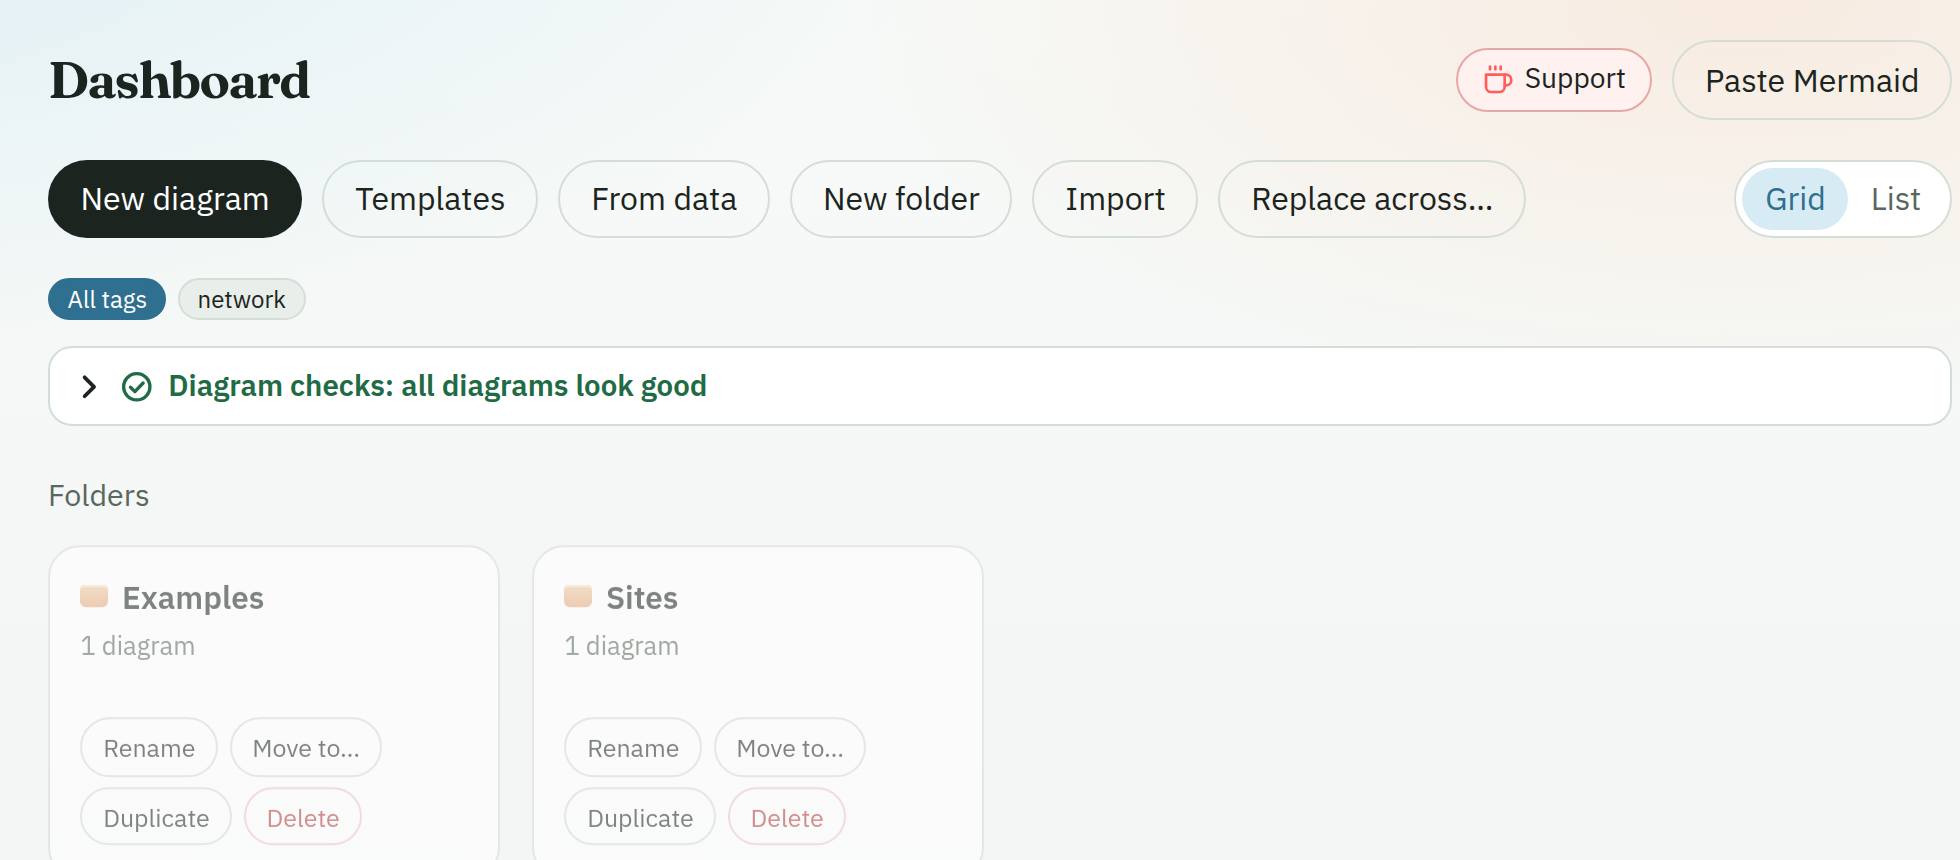 Dashboard
Support
Paste Mermaid
New diagram
Templates
From data
New folder
Import
Replace across...
Grid
List
All tags
network
Diagram checks: all diagrams look good
Folders
Examples
1 diagram
Rename
Move to...
Duplicate
Delete
Sites
1 diagram
Rename
Move to...
Duplicate
Delete